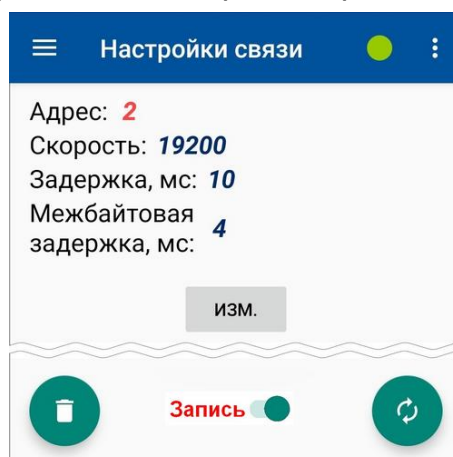 Настройки связи
Адрес: 2
Скорость: 19200
Задержка, мс: 10
Межбайтовая
задержка, мс: 4
изм.
Запись